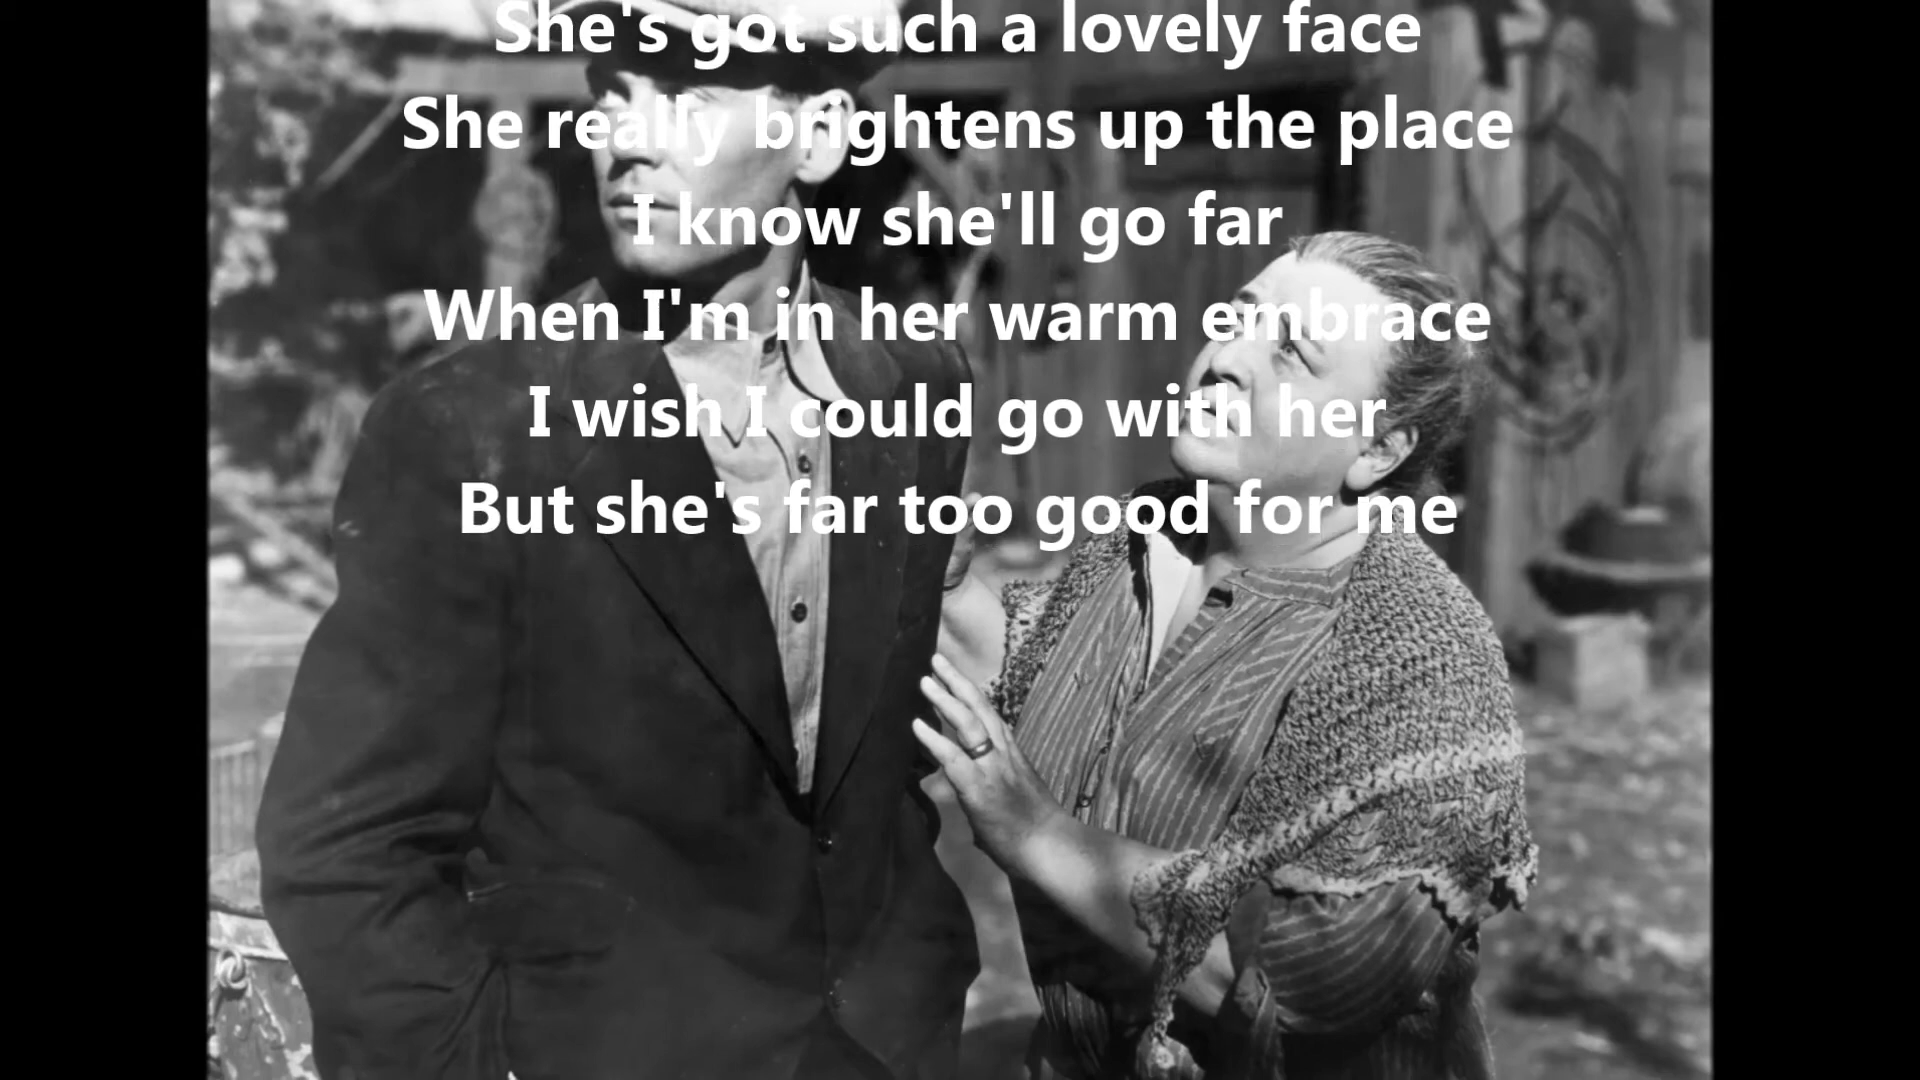 She's got such a lovely face
She really brightens up the place
I know she'll go far
When I'm in her warm embrace
I wish I could go with her
But she's far too good for me